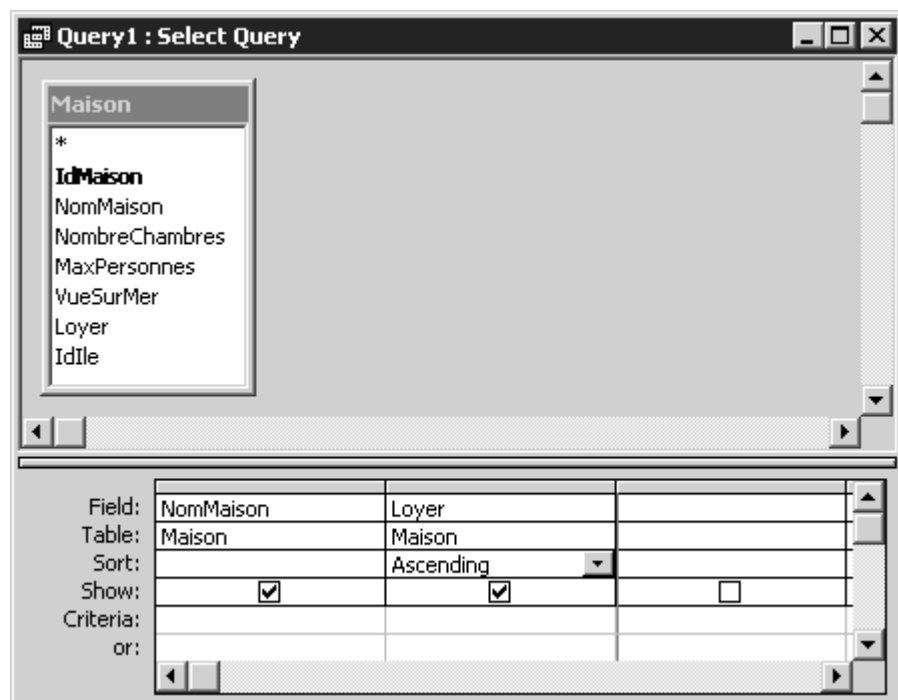 Query1 : Select Query
Maison
*
IdMaison
NomMaison
NombreChambres
MaxPersonnes
VueSurMer
Loyer
IdIle
Field: NomMaison Loyer
Table: Maison Maison
Sort: Ascending
Show:
Criteria:
or: